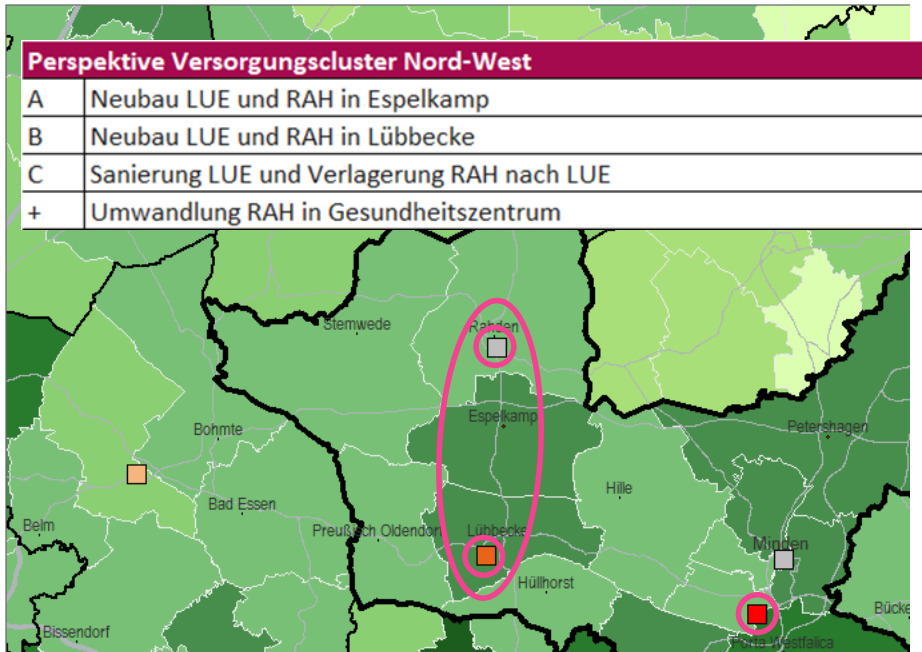 Perspektive Versorgungscluster Nord-West
A Neubau LUE und RAH in Espelkamp
B Neubau LUE und RAH in Lübbecke
C Sanierung LUE und Verlagerung RAH nach LUE
+ Umwandlung RAH in Gesundheitszentrum
Stemwede
Rahden
Espelkamp
Petershagen
Bohmte
Hille
Bad Essen
Belm
Preußisch Oldendorf
Lübbecke
Minden
Hüllhorst
Bücke
Bissendorf
Porta Westfalica